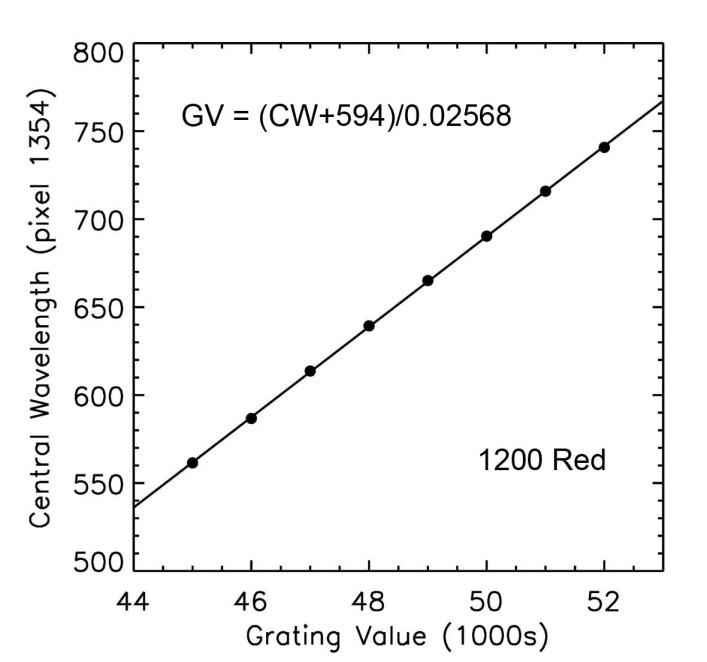 800
GV = (CW+594)/0.02568
750
700
650
600
550
500
1200 Red
Central Wavelength (pixel 1354)
44 46 48 50 52
Grating Value (1000s)